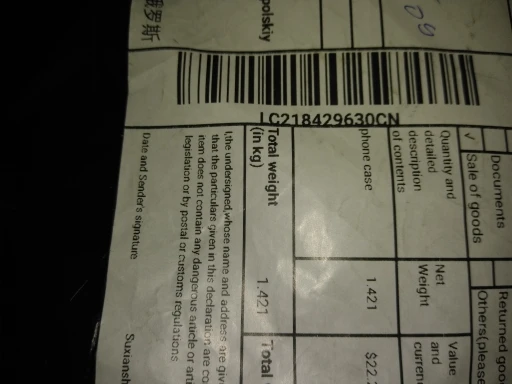 Documents
Returned goo
✓ Sale of goods
Others(please
Quantity and
detailed
description
of contents
Net
Weight
Value
and
curren
phone case
1.421
$22.
Total weight
(in kg)
1.421
Total
I,the undersigned,whose name and address are giv
that the particulars given in this declaration are co
item does not contain any dangerous article or
legislation or by postal or customs regulations
Date and Sender's signature
Suxiansh
LC218429630CN
polskiy
俄罗斯